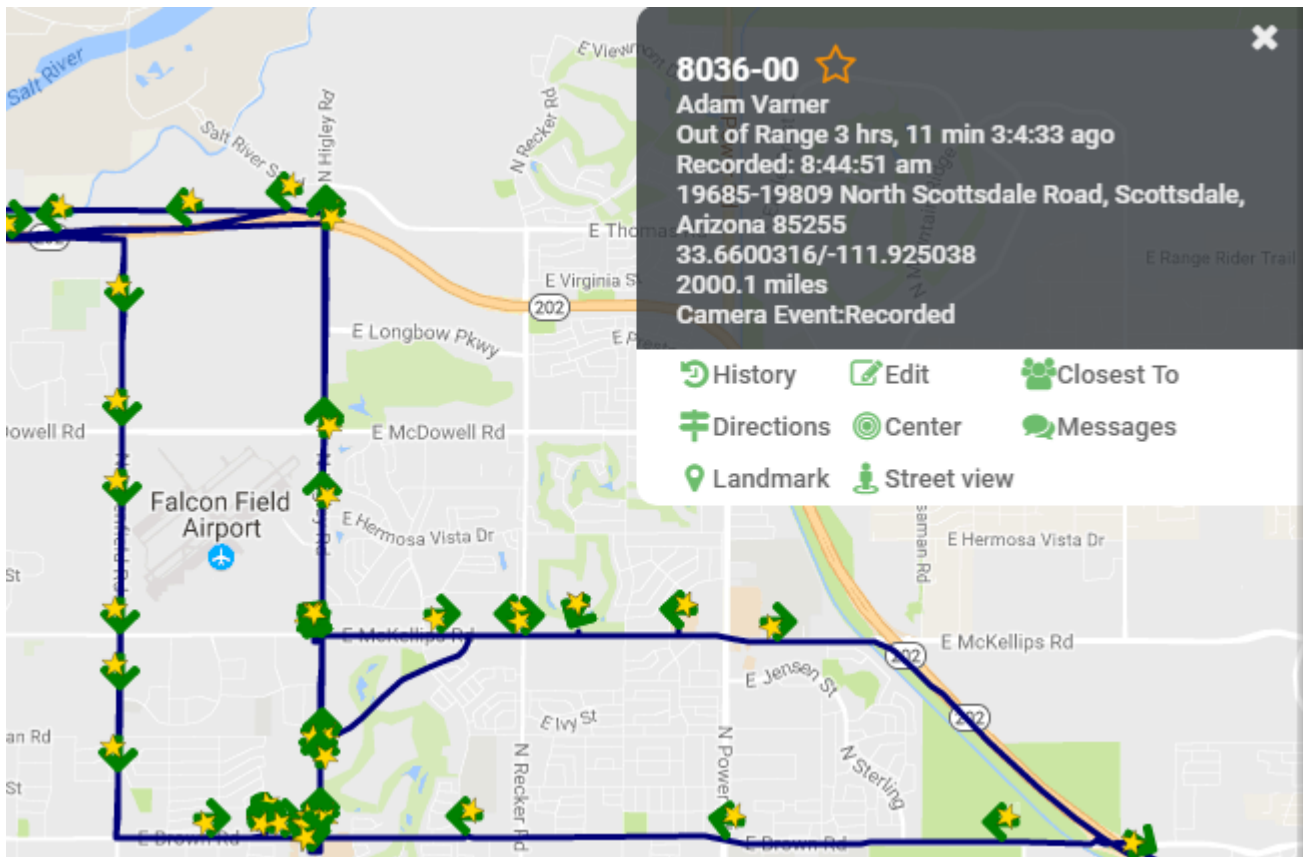 E Viewmont
Salt River
8036-00
Adam Varner
N Higley Rd
N Recker Rd
Out of Range 3 hrs, 11 min 3:4:33 ago
Salt River S
Recorded: 8:44:51 am
19685-19809 North Scottsdale Road, Scottsdale,
Arizona 85255
E Thomas Rd
33.6600316/-111.925038
E Range Rider Trail
E Virginia St
2000.1 miles
202
Camera Event:Recorded
E Longbow Pkwy
History
Edit
Closest To
Directions
Center
Messages
Dowell Rd
E McDowell Rd
Landmark
Street view
Falcon Field
Airport
E Hermosa Vista Dr
E Hermosa Vista Dr
St
E McKellips Rd
E McKellips Rd
202
E Jensen St
202
E Ivy St
an Rd
N Recker Rd
N Power
N Sterling
St
E Brown Rd
E Brown Rd